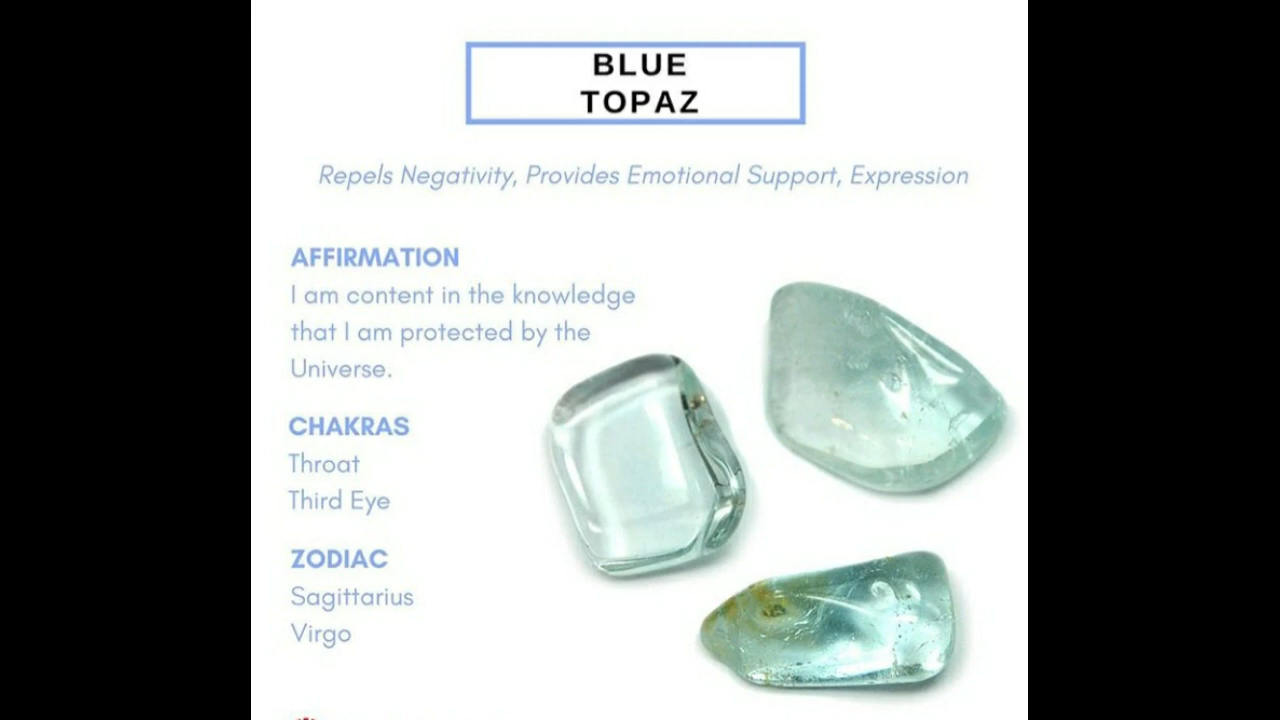 BLUE
TOPAZ
Repels Negativity, Provides Emotional Support, Expression
AFFIRMATION
I am content in the knowledge
that I am protected by the
Universe.
CHAKRAS
Throat
Third Eye
ZODIAC
Sagittarius
Virgo